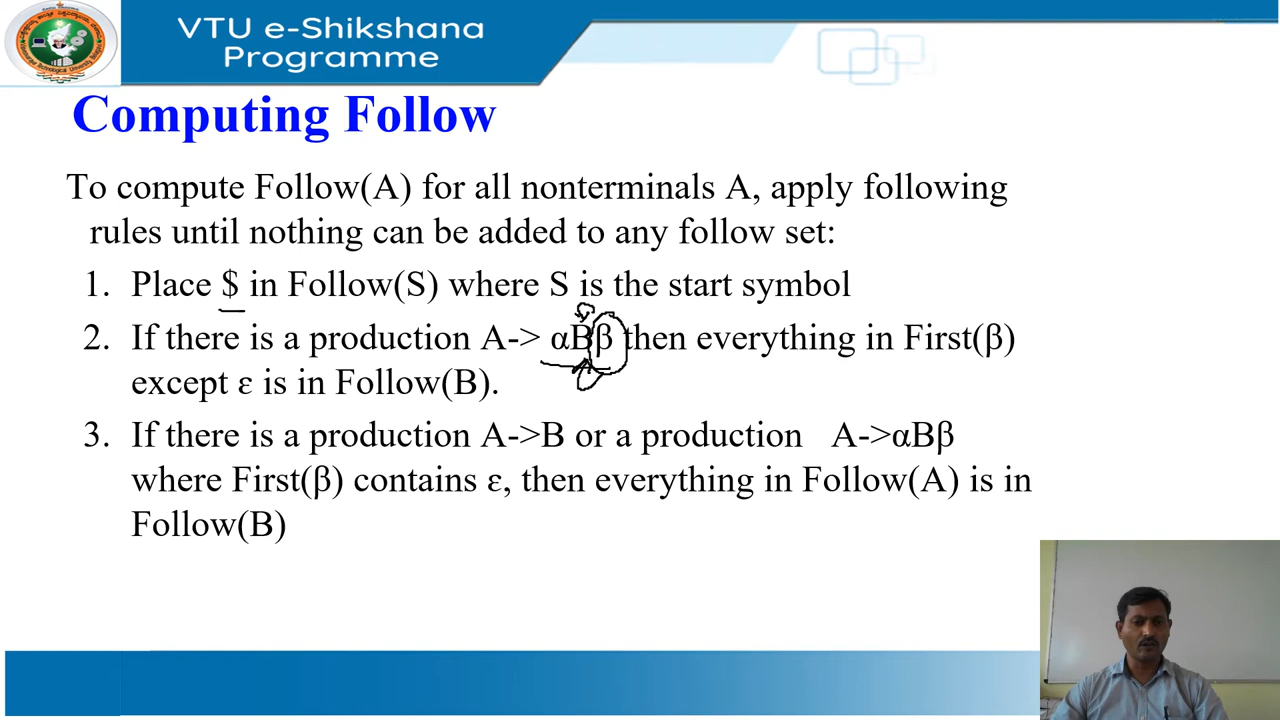 VTU e-Shikshana
Programme
Computing Follow
To compute Follow(A) for all nonterminals A, apply following
rules until nothing can be added to any follow set:
1. Place $ in Follow(S) where S is the start symbol
2. If there is a production A-> αBβ then everything in First(β)
except ε is in Follow(B).
3. If there is a production A->B or a production A->αBβ
where First(β) contains ε, then everything in Follow(A) is in
Follow(B)